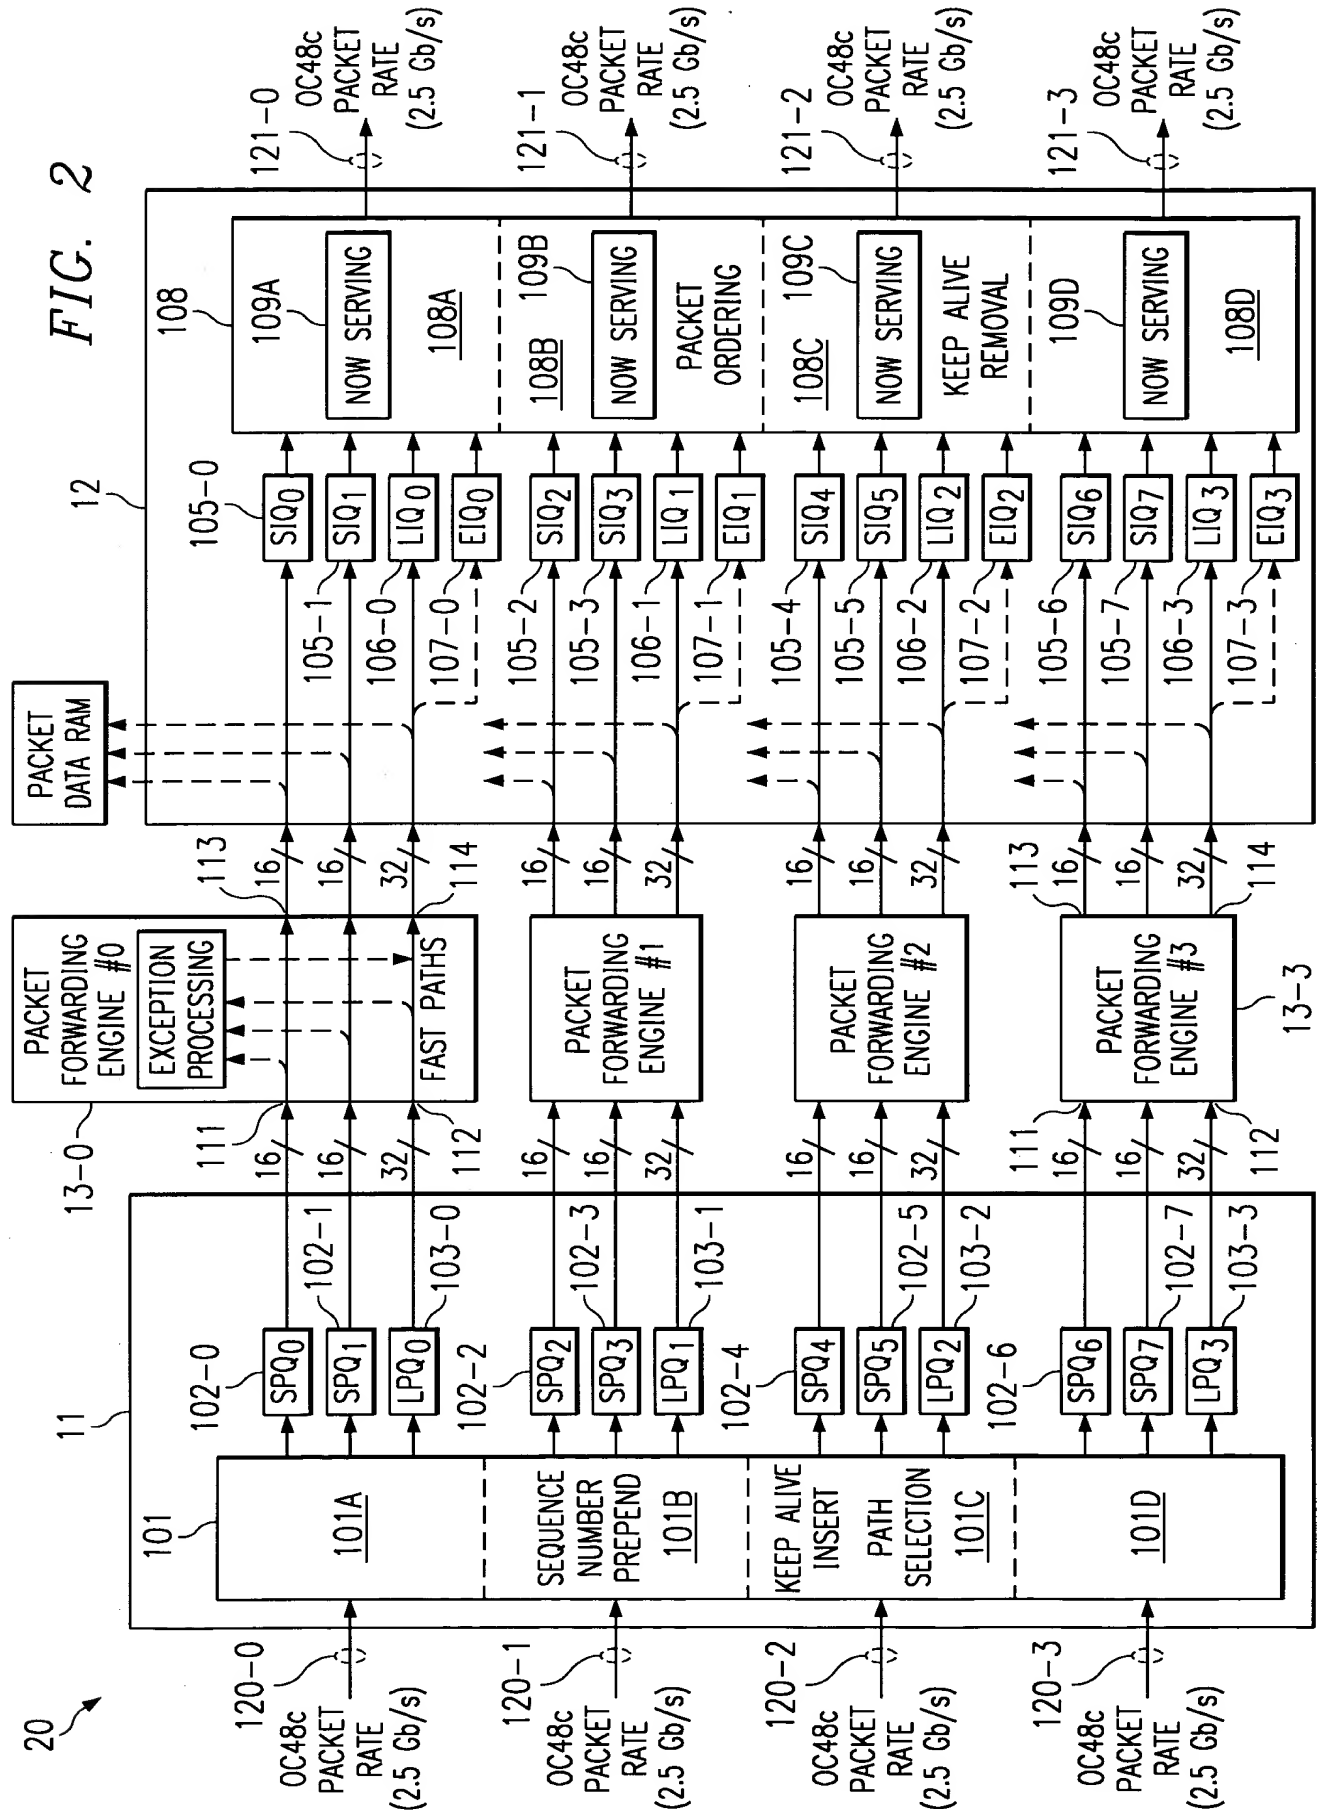 FIG. 2
20
11
12
101
101A
SEQUENCE
NUMBER
PREPEND
101B
KEEP ALIVE
INSERT
PATH
SELECTION
101C
101D
120-0
OC48c
PACKET
RATE
(2.5 Gb/s)
120-1
OC48c
PACKET
RATE
(2.5 Gb/s)
120-2
OC48c
PACKET
RATE
(2.5 Gb/s)
120-3
OC48c
PACKET
RATE
(2.5 Gb/s)
102-0
SPQ0
102-1
SPQ1
103-0
LPQ0
102-2
SPQ2
102-3
SPQ3
103-1
LPQ1
102-4
SPQ4
102-5
SPQ5
103-2
LPQ2
102-6
SPQ6
102-7
SPQ7
103-3
LPQ3
16
16
32
16
16
32
16
16
32
16
16
32
111
112
111
112
13-0
PACKET
FORWARDING
ENGINE #0
EXCEPTION
PROCESSING
FAST PATHS
PACKET
FORWARDING
ENGINE #1
PACKET
FORWARDING
ENGINE #2
PACKET
FORWARDING
ENGINE #3
13-3
113
114
113
114
16
16
32
16
16
32
16
16
32
16
16
32
PACKET
DATA RAM
105-0
SIQ0
105-1
SIQ1
106-0
LIQ0
107-0
EIQ0
105-2
SIQ2
105-3
SIQ3
106-1
LIQ1
107-1
EIQ1
105-4
SIQ4
105-5
SIQ5
106-2
LIQ2
107-2
EIQ2
105-6
SIQ6
105-7
SIQ7
106-3
LIQ3
107-3
EIQ3
108
109A
NOW SERVING
108A
108B
109B
NOW SERVING
PACKET
ORDERING
108C
109C
NOW SERVING
KEEP ALIVE
REMOVAL
109D
NOW SERVING
108D
121-0
OC48c
PACKET
RATE
(2.5 Gb/s)
121-1
OC48c
PACKET
RATE
(2.5 Gb/s)
121-2
OC48c
PACKET
RATE
(2.5 Gb/s)
121-3
OC48c
PACKET
RATE
(2.5 Gb/s)